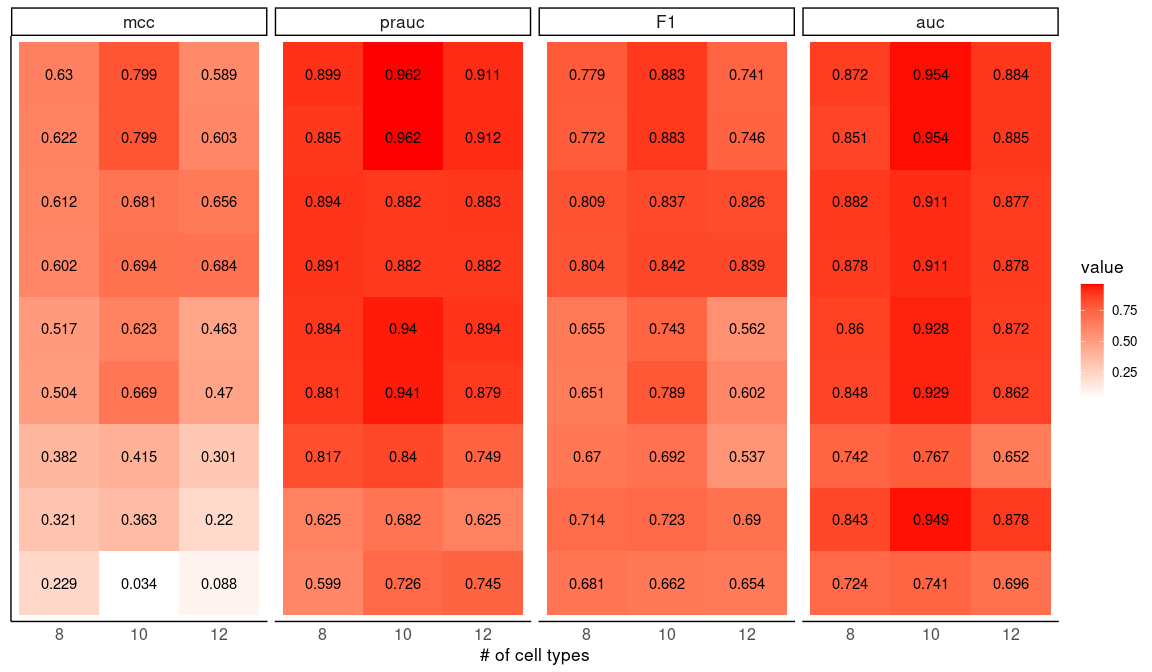 mcc prauc F1 auc
0.63 0.799 0.589 0.899 0.962 0.911 0.779 0.883 0.741 0.872 0.954 0.884
0.622 0.799 0.603 0.885 0.962 0.912 0.772 0.883 0.746 0.851 0.954 0.885
0.612 0.681 0.656 0.894 0.882 0.883 0.809 0.837 0.826 0.882 0.911 0.877
0.602 0.694 0.684 0.891 0.882 0.882 0.804 0.842 0.839 0.878 0.911 0.878
0.517 0.623 0.463 0.884 0.94 0.894 0.655 0.743 0.562 0.86 0.928 0.872
0.504 0.669 0.47 0.881 0.941 0.879 0.651 0.789 0.602 0.848 0.929 0.862
0.382 0.415 0.301 0.817 0.84 0.749 0.67 0.692 0.537 0.742 0.767 0.652
0.321 0.363 0.22 0.625 0.682 0.625 0.714 0.723 0.69 0.843 0.949 0.878
0.229 0.034 0.088 0.599 0.726 0.745 0.681 0.662 0.654 0.724 0.741 0.696
8 10 12 8 10 12 8 10 12 8 10 12
# of cell types
value
0.75
0.50
0.25